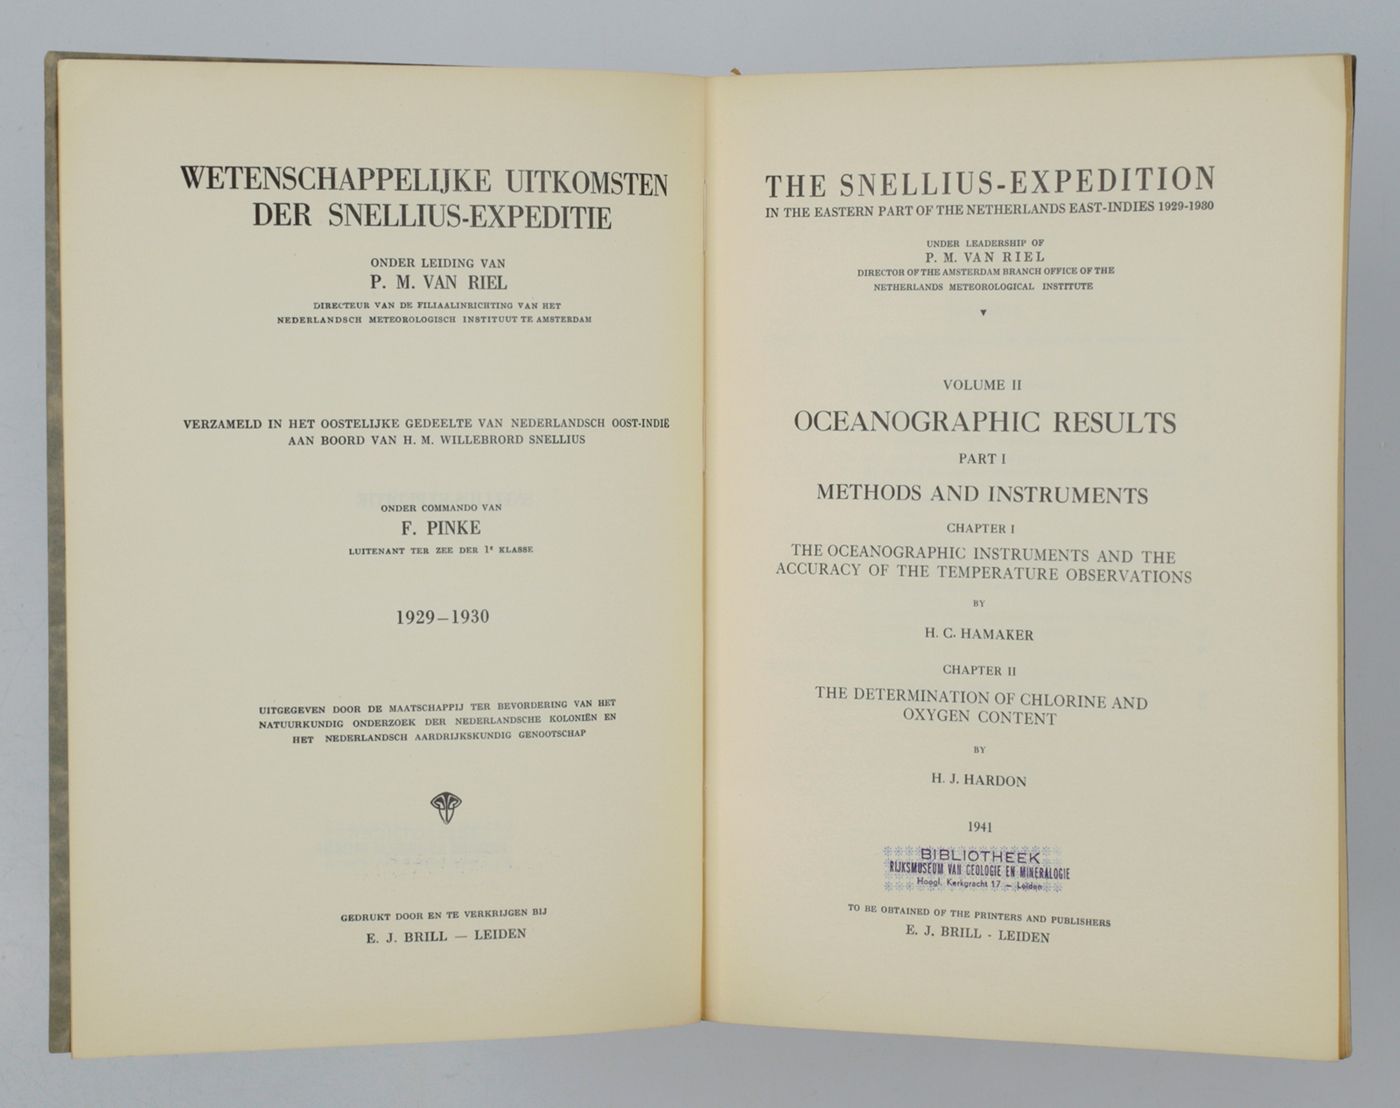 WETENSCHAPPELIJKE UITKOMSTEN
DER SNELLIUS-EXPEDITIE
ONDER LEIDING VAN
P. M. VAN RIEL
DIRECTEUR VAN DE FILIAALINRICHTING VAN HET
NEDERLANDSCH METEOROLOGISCH INSTITUUT TE AMSTERDAM
VERZAMELD IN HET OOSTELIJKE GEDEELTE VAN NEDERLANDSCH OOST-INDIË
AAN BOORD VAN H. M. WILLEBRORD SNELLIUS
ONDER COMMANDO VAN
F. PINKE
LUITENANT TER ZEE DER 1e KLASSE
1929–1930
UITGEGEVEN DOOR DE MAATSCHAPPIJ TER BEVORDERING VAN HET
NATUURKUNDIG ONDERZOEK DER NEDERLANDSCHE KOLONIËN EN
HET NEDERLANDSCH AARDRIJKSKUNDIG GENOOTSCHAP
GEDRUKT DOOR EN TE VERKRIJGEN BIJ
E. J. BRILL — LEIDEN
THE SNELLIUS-EXPEDITION
IN THE EASTERN PART OF THE NETHERLANDS EAST-INDIES 1929-1930
UNDER LEADERSHIP OF
P. M. VAN RIEL
DIRECTOR OF THE AMSTERDAM BRANCH OFFICE OF THE
NETHERLANDS METEOROLOGICAL INSTITUTE
VOLUME II
OCEANOGRAPHIC RESULTS
PART I
METHODS AND INSTRUMENTS
CHAPTER I
THE OCEANOGRAPHIC INSTRUMENTS AND THE
ACCURACY OF THE TEMPERATURE OBSERVATIONS
BY
H. C. HAMAKER
CHAPTER II
THE DETERMINATION OF CHLORINE AND
OXYGEN CONTENT
BY
H. J. HARDON
1941
BIBLIOTHEEK
RIJKSMUSEUM VAN GEOLOGIE EN MINERALOGIE
Hoogl. Kerkgracht 17 – Leiden
TO BE OBTAINED OF THE PRINTERS AND PUBLISHERS
E. J. BRILL - LEIDEN